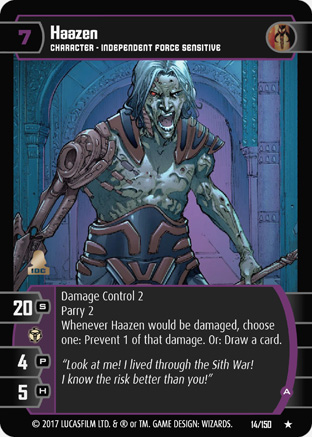 7
Haazen
CHARACTER - INDEPENDENT FORCE SENSITIVE
IDC
20 S
4 P
5 H
Damage Control 2
Parry 2
Whenever Haazen would be damaged, choose
one: Prevent 1 of that damage. Or: Draw a card.
“Look at me! I lived through the Sith War!
I know the risk better than you!”
A
© 2017 LUCASFILM LTD. & ® OR TM. GAME DESIGN: WIZARDS.
14/150 ★